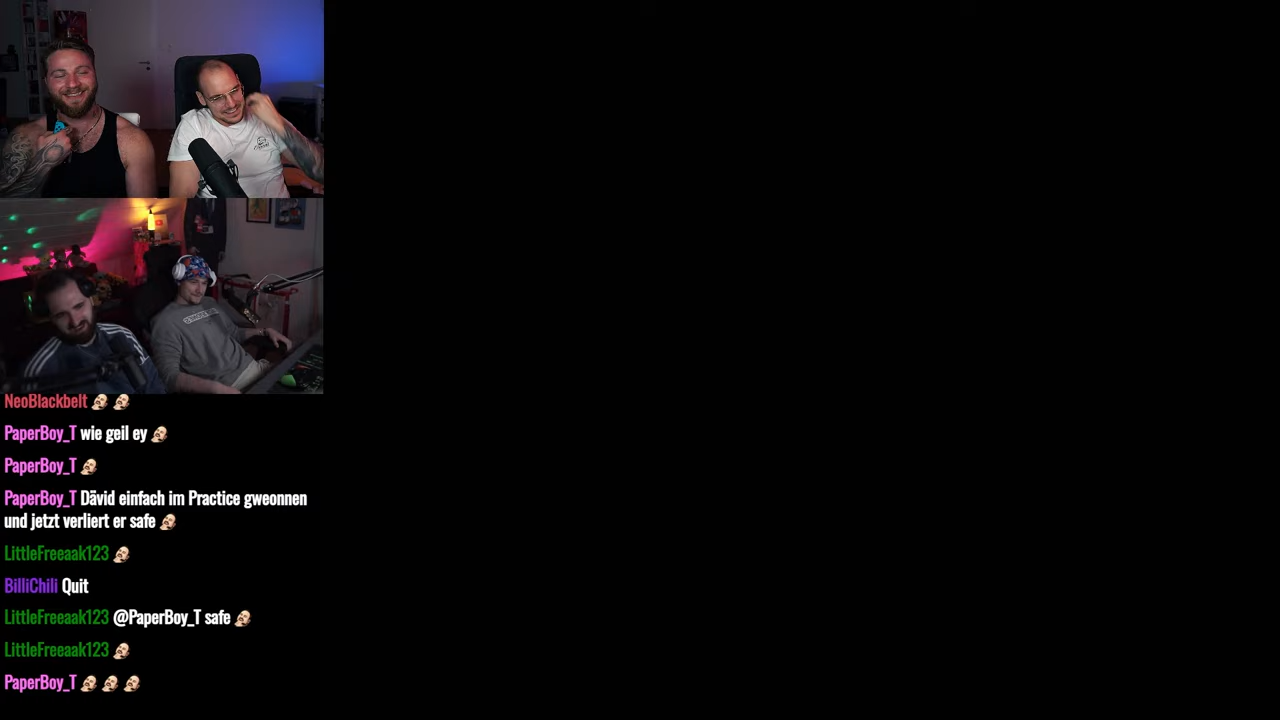 NeoBlackbelt
PaperBoy_T wie geil ey
PaperBoy_T
PaperBoy_T Dävid einfach im Practice gweonnen
und jetzt verliert er safe
LittleFreeaak123
BilliChili Quit
LittleFreeaak123 @PaperBoy_T safe
LittleFreeaak123
PaperBoy_T